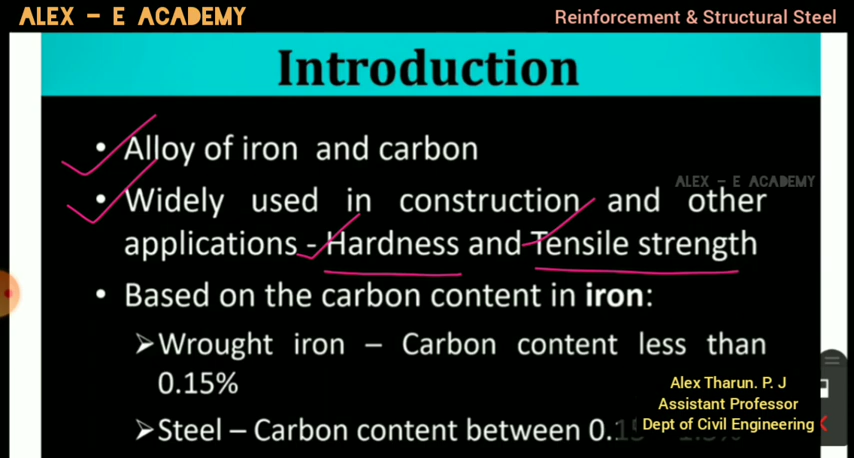 ALEX – E ACADEMY
Reinforcement & Structural Steel
Introduction
• Alloy of iron and carbon
ALEX – E ACADEMY
• Widely used in construction and other
applications - Hardness and Tensile strength
• Based on the carbon content in iron:
➢Wrought iron – Carbon content less than
0.15%
Alex Tharun. P. J
Assistant Professor
Dept of Civil Engineering
➢Steel – Carbon content between